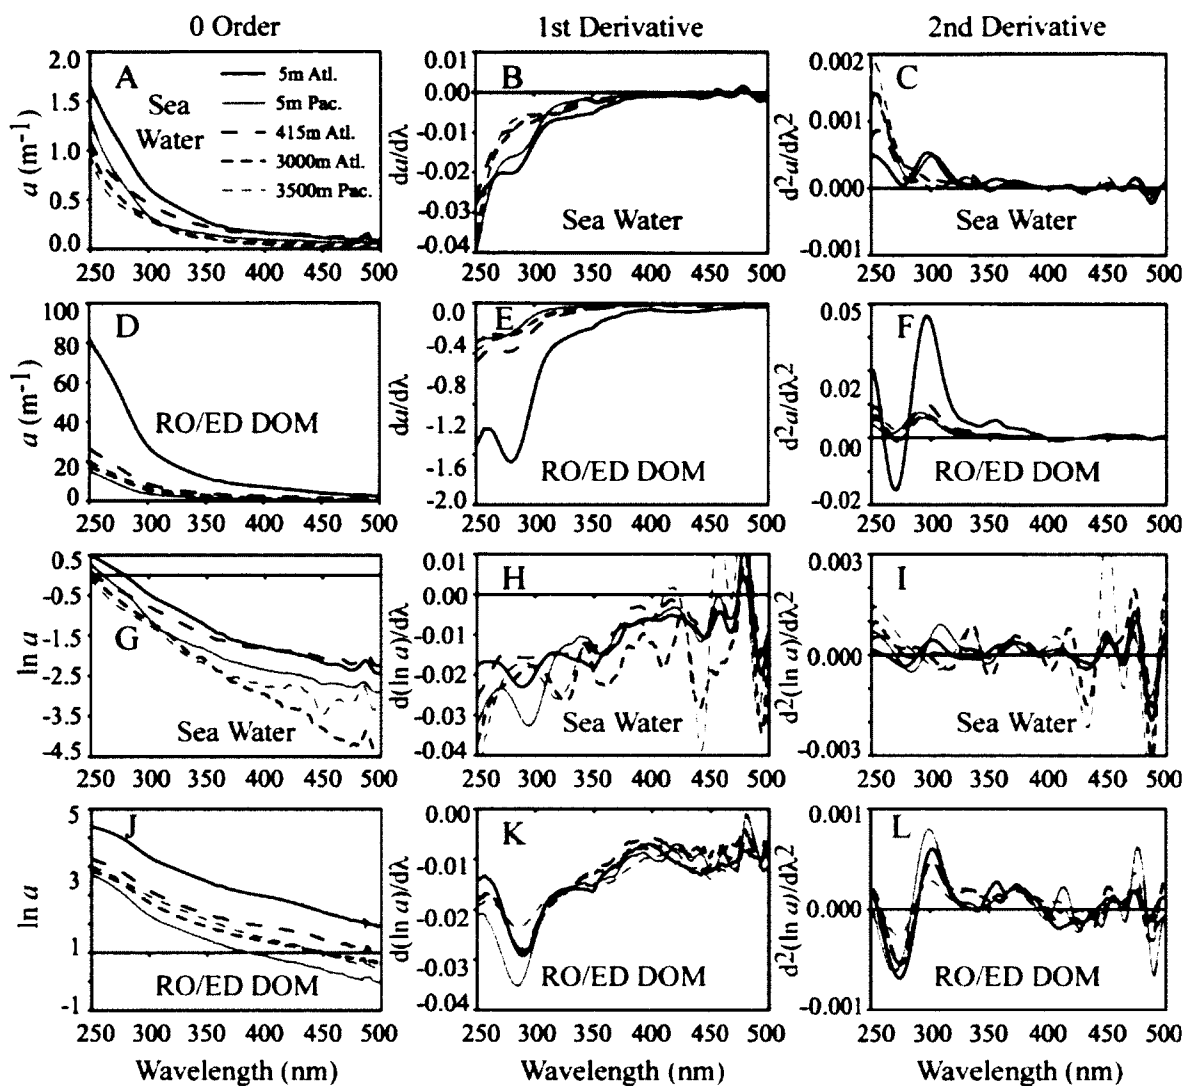 0 Order
1st Derivative
2nd Derivative
2.0
1.5
1.0
0.5
0.0
a (m⁻¹)
A
Sea
Water
5m Atl.
5m Pac.
415m Atl.
3000m Atl.
3500m Pac.
250 300 350 400 450 500
0.01
0.00
-0.01
-0.02
-0.03
-0.04
da/dλ
B
Sea Water
250 300 350 400 450 500
0.002
0.001
0.000
-0.001
d²a/dλ²
C
Sea Water
250 300 350 400 450 500
100
80
60
40
20
0
a (m⁻¹)
D
RO/ED DOM
250 300 350 400 450 500
0.0
-0.4
-0.8
-1.2
-1.6
-2.0
da/dλ
E
RO/ED DOM
250 300 350 400 450 500
0.05
0.02
0.00
-0.02
d²a/dλ²
F
RO/ED DOM
250 300 350 400 450 500
0.5
-0.5
-1.5
-2.5
-3.5
-4.5
ln a
G
Sea Water
250 300 350 400 450 500
0.00
-0.01
-0.02
-0.03
-0.04
d(ln a)/dλ
H
Sea Water
250 300 350 400 450 500
0.003
0.000
-0.003
d²(ln a)/dλ²
I
Sea Water
250 300 350 400 450 500
5
3
1
-1
ln a
J
RO/ED DOM
250 300 350 400 450 500
Wavelength (nm)
0.00
-0.01
-0.02
-0.03
-0.04
d(ln a)/dλ
K
RO/ED DOM
250 300 350 400 450 500
Wavelength (nm)
0.001
0.000
-0.001
d²(ln a)/dλ²
L
RO/ED DOM
250 300 350 400 450 500
Wavelength (nm)